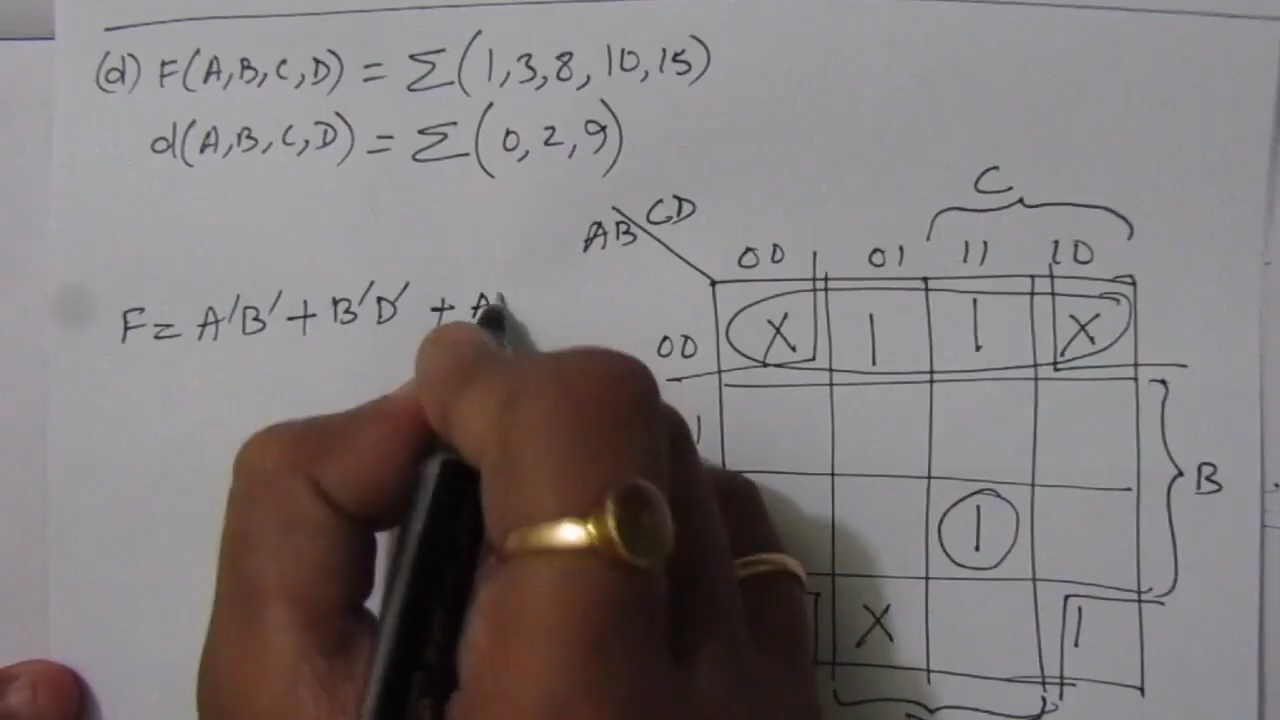 (d) F(A,B,C,D) = Σ(1,3,8,10,15)
d(A,B,C,D) = Σ(0,2,9)
C
AB CD
00 01 11 10
F = A'B' + B'D' + A
00 X 1 1 X
1
B
1
X 1